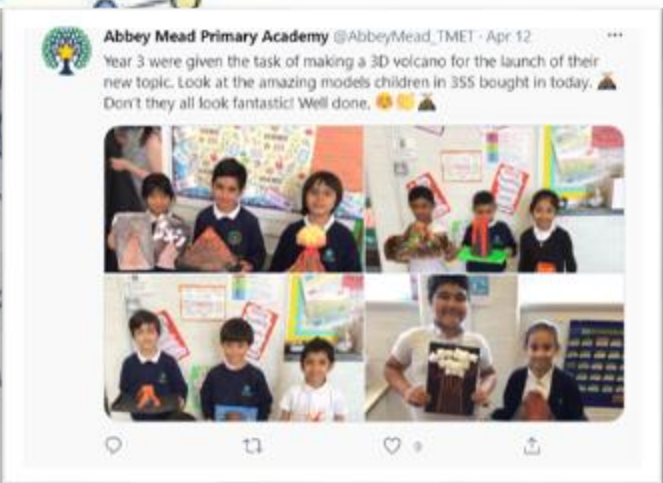 Abbey Mead Primary Academy @AbbeyMead_TMET · Apr 12
Year 3 were given the task of making a 3D volcano for the launch of their
new topic. Look at the amazing models children in 3SS bought in today. 🌋
Don't they all look fantastic! Well done. ☺️👏🌋
9